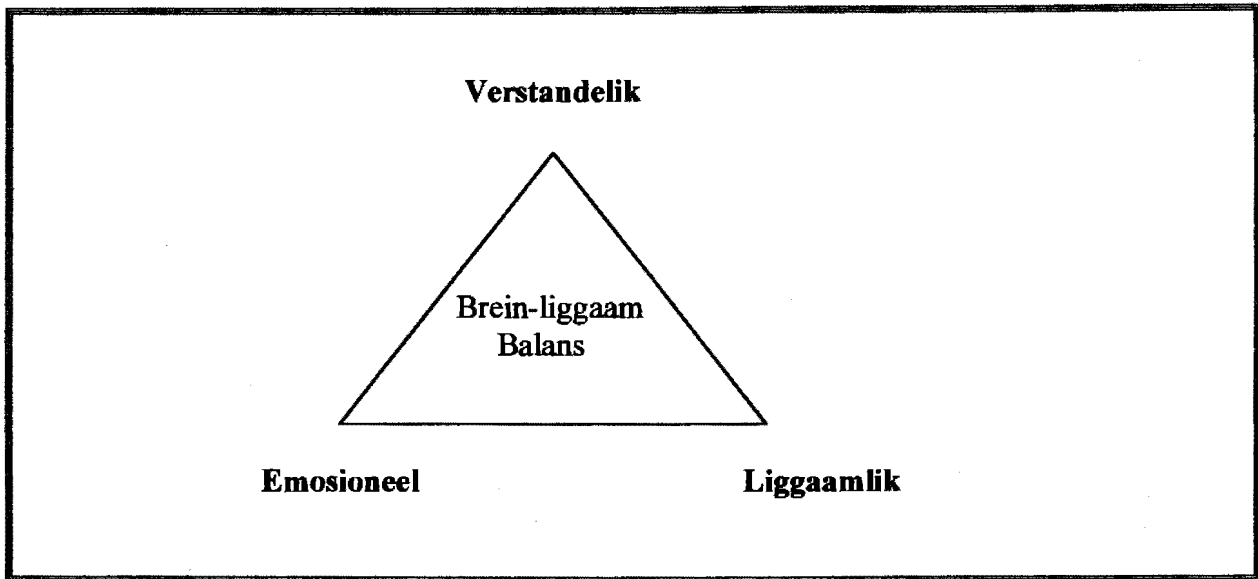 Verstandelik
Brein-liggaam
Balans
Emosioneel
Liggaamlik